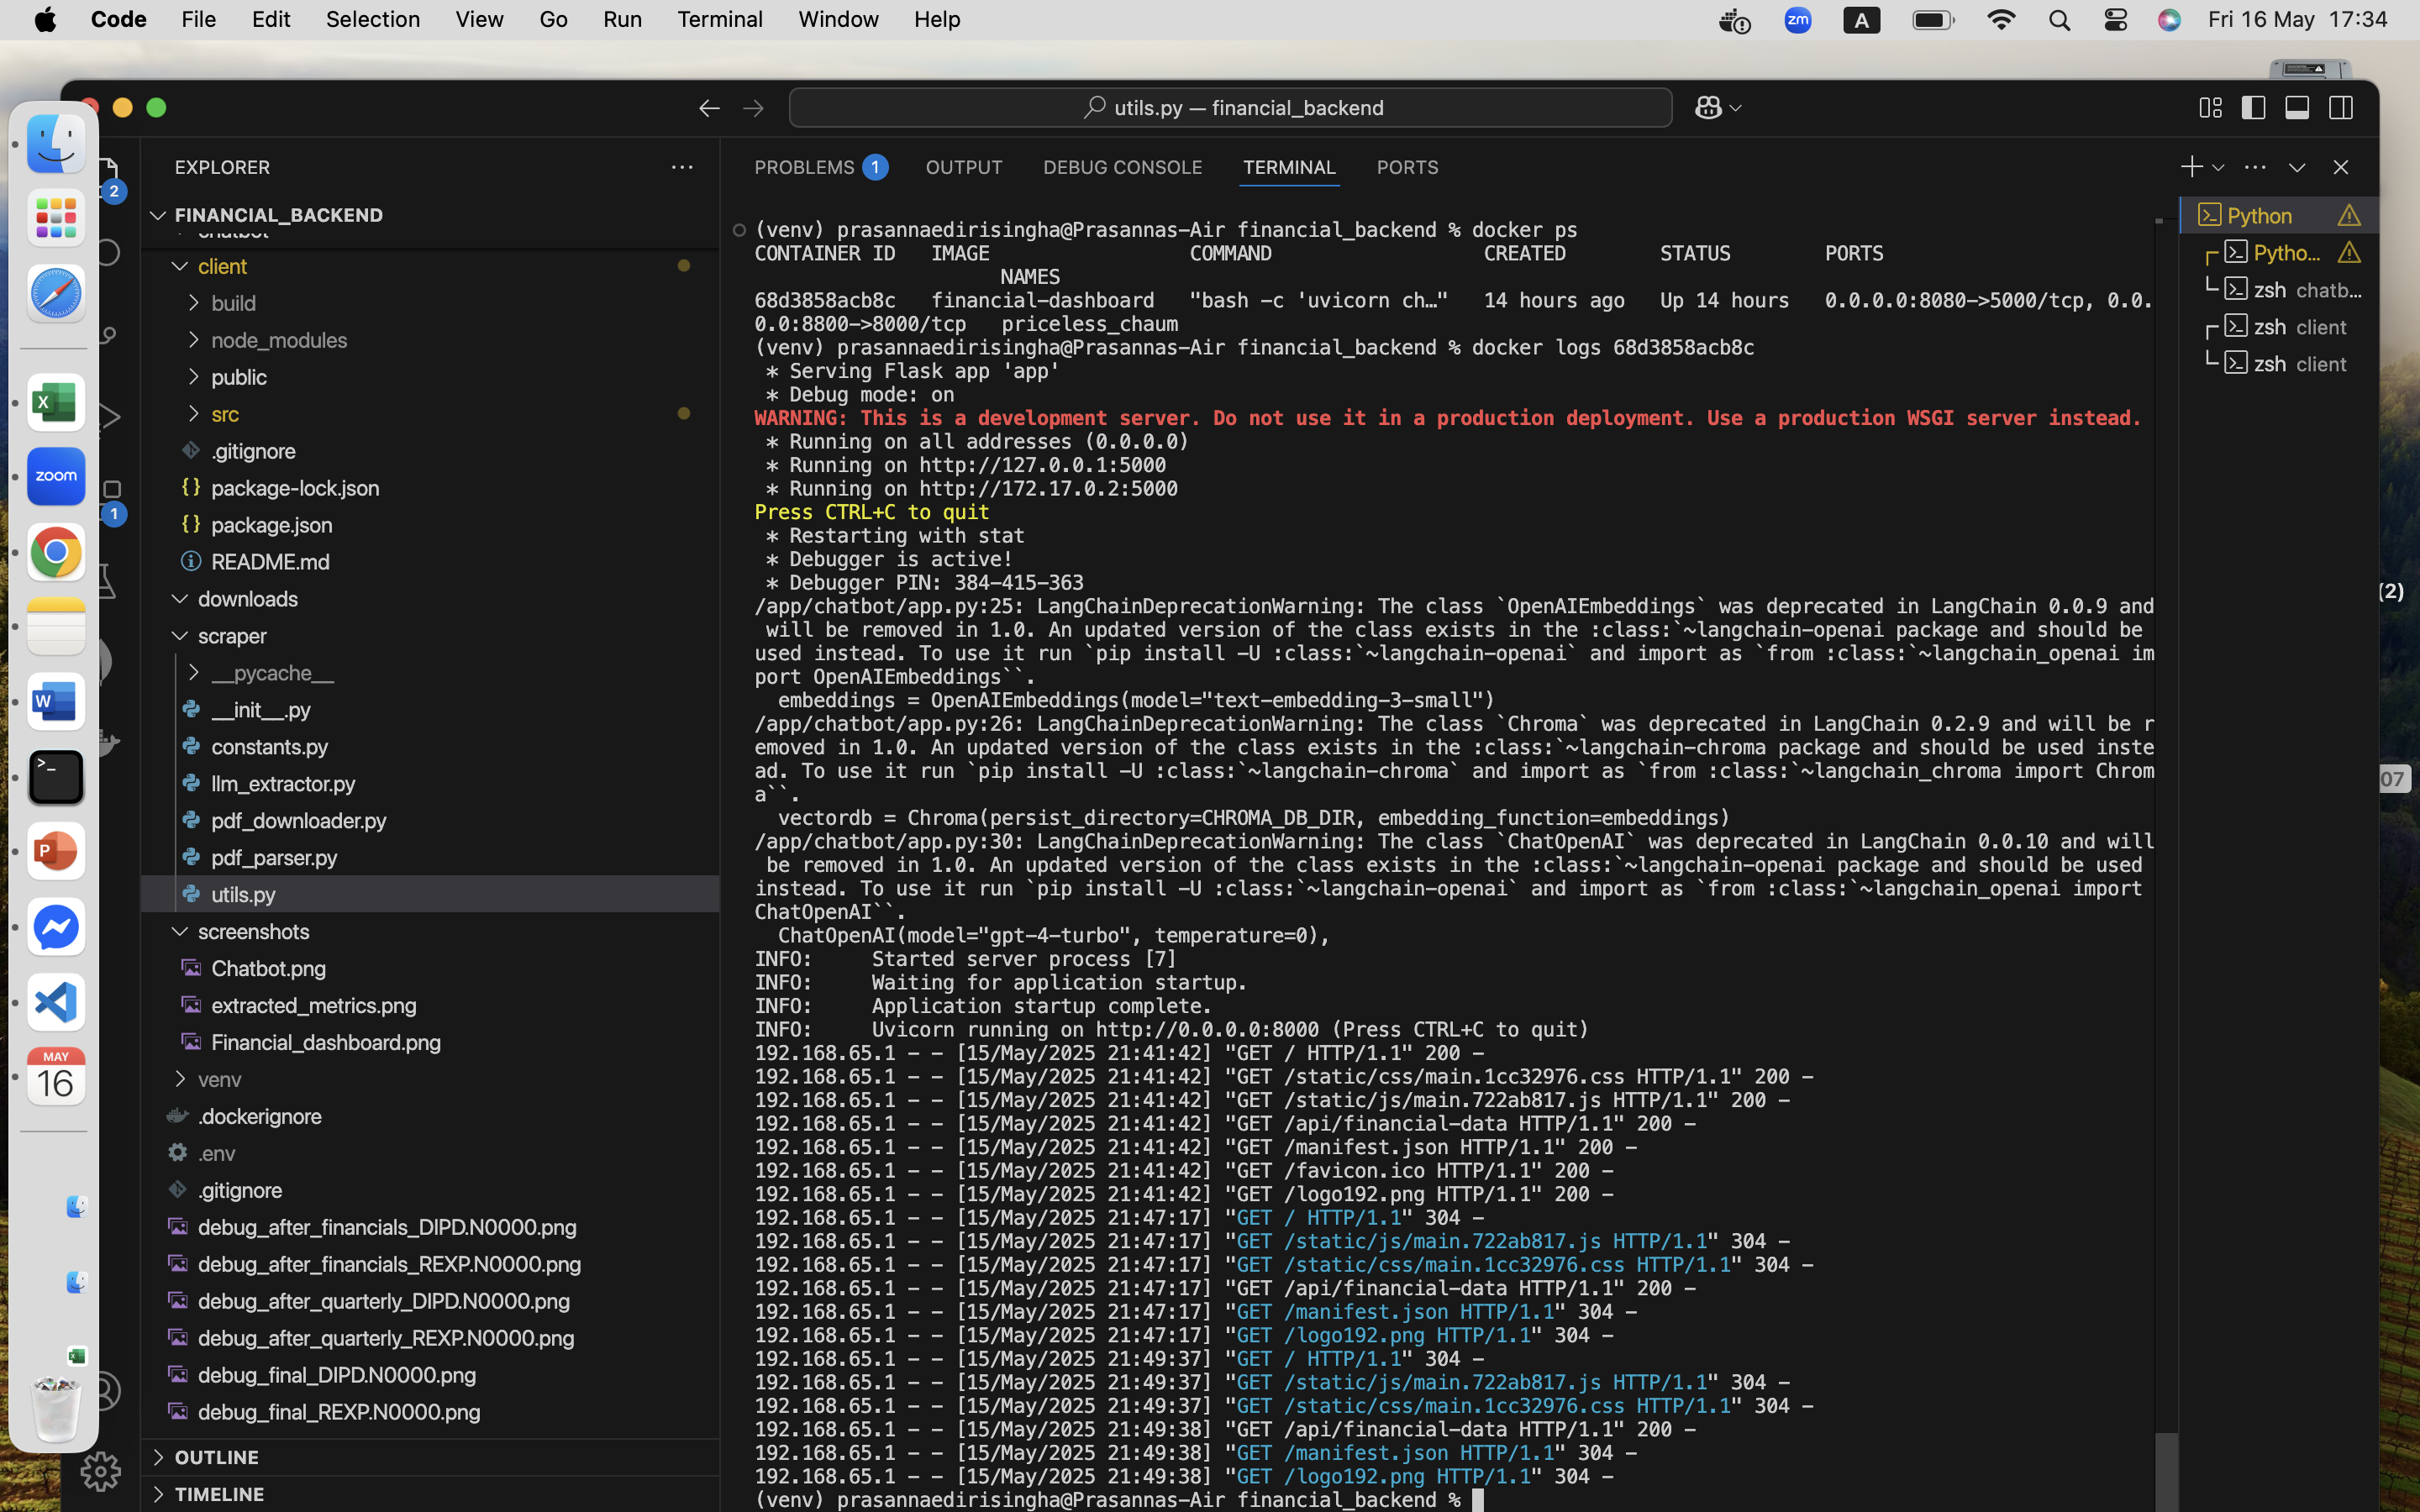 Code File Edit Selection View Go Run Terminal Window Help
zm A Fri 16 May 17:34
utils.py — financial_backend
EXPLORER
FINANCIAL_BACKEND
client
build
node_modules
public
src
.gitignore
package-lock.json
package.json
README.md
downloads
scraper
__pycache__
__init__.py
constants.py
llm_extractor.py
pdf_downloader.py
pdf_parser.py
utils.py
screenshots
Chatbot.png
extracted_metrics.png
Financial_dashboard.png
venv
.dockerignore
.env
.gitignore
debug_after_financials_DIPD.N0000.png
debug_after_financials_REXP.N0000.png
debug_after_quarterly_DIPD.N0000.png
debug_after_quarterly_REXP.N0000.png
debug_final_DIPD.N0000.png
debug_final_REXP.N0000.png
OUTLINE
TIMELINE
PROBLEMS 1 OUTPUT DEBUG CONSOLE TERMINAL PORTS
(venv) prasannaedirisingha@Prasannas-Air financial_backend % docker ps
CONTAINER ID IMAGE COMMAND CREATED STATUS PORTS
NAMES
68d3858acb8c financial-dashboard "bash -c 'uvicorn ch…" 14 hours ago Up 14 hours 0.0.0.0:8080->5000/tcp, 0.0.
0.0:8800->8000/tcp priceless_chaum
(venv) prasannaedirisingha@Prasannas-Air financial_backend % docker logs 68d3858acb8c
* Serving Flask app 'app'
* Debug mode: on
WARNING: This is a development server. Do not use it in a production deployment. Use a production WSGI server instead.
* Running on all addresses (0.0.0.0)
* Running on http://127.0.0.1:5000
* Running on http://172.17.0.2:5000
Press CTRL+C to quit
* Restarting with stat
* Debugger is active!
* Debugger PIN: 384-415-363
/app/chatbot/app.py:25: LangChainDeprecationWarning: The class `OpenAIEmbeddings` was deprecated in LangChain 0.0.9 and
will be removed in 1.0. An updated version of the class exists in the :class:`~langchain-openai package and should be
used instead. To use it run `pip install -U :class:`~langchain-openai` and import as `from :class:`~langchain_openai im
port OpenAIEmbeddings``.
embeddings = OpenAIEmbeddings(model="text-embedding-3-small")
/app/chatbot/app.py:26: LangChainDeprecationWarning: The class `Chroma` was deprecated in LangChain 0.2.9 and will be r
emoved in 1.0. An updated version of the class exists in the :class:`~langchain-chroma package and should be used inste
ad. To use it run `pip install -U :class:`~langchain-chroma` and import as `from :class:`~langchain_chroma import Chrom
a``.
vectordb = Chroma(persist_directory=CHROMA_DB_DIR, embedding_function=embeddings)
/app/chatbot/app.py:30: LangChainDeprecationWarning: The class `ChatOpenAI` was deprecated in LangChain 0.0.10 and will
be removed in 1.0. An updated version of the class exists in the :class:`~langchain-openai package and should be used
instead. To use it run `pip install -U :class:`~langchain-openai` and import as `from :class:`~langchain_openai import
ChatOpenAI``.
ChatOpenAI(model="gpt-4-turbo", temperature=0),
INFO: Started server process [7]
INFO: Waiting for application startup.
INFO: Application startup complete.
INFO: Uvicorn running on http://0.0.0.0:8000 (Press CTRL+C to quit)
192.168.65.1 - - [15/May/2025 21:41:42] "GET / HTTP/1.1" 200 -
192.168.65.1 - - [15/May/2025 21:41:42] "GET /static/css/main.1cc32976.css HTTP/1.1" 200 -
192.168.65.1 - - [15/May/2025 21:41:42] "GET /static/js/main.722ab817.js HTTP/1.1" 200 -
192.168.65.1 - - [15/May/2025 21:41:42] "GET /api/financial-data HTTP/1.1" 200 -
192.168.65.1 - - [15/May/2025 21:41:42] "GET /manifest.json HTTP/1.1" 200 -
192.168.65.1 - - [15/May/2025 21:41:42] "GET /favicon.ico HTTP/1.1" 200 -
192.168.65.1 - - [15/May/2025 21:41:42] "GET /logo192.png HTTP/1.1" 200 -
192.168.65.1 - - [15/May/2025 21:47:17] "GET / HTTP/1.1" 304 -
192.168.65.1 - - [15/May/2025 21:47:17] "GET /static/js/main.722ab817.js HTTP/1.1" 304 -
192.168.65.1 - - [15/May/2025 21:47:17] "GET /static/css/main.1cc32976.css HTTP/1.1" 304 -
192.168.65.1 - - [15/May/2025 21:47:17] "GET /api/financial-data HTTP/1.1" 200 -
192.168.65.1 - - [15/May/2025 21:47:17] "GET /manifest.json HTTP/1.1" 304 -
192.168.65.1 - - [15/May/2025 21:47:17] "GET /logo192.png HTTP/1.1" 304 -
192.168.65.1 - - [15/May/2025 21:49:37] "GET / HTTP/1.1" 304 -
192.168.65.1 - - [15/May/2025 21:49:37] "GET /static/js/main.722ab817.js HTTP/1.1" 304 -
192.168.65.1 - - [15/May/2025 21:49:37] "GET /static/css/main.1cc32976.css HTTP/1.1" 304 -
192.168.65.1 - - [15/May/2025 21:49:38] "GET /api/financial-data HTTP/1.1" 200 -
192.168.65.1 - - [15/May/2025 21:49:38] "GET /manifest.json HTTP/1.1" 304 -
192.168.65.1 - - [15/May/2025 21:49:38] "GET /logo192.png HTTP/1.1" 304 -
(venv) prasannaedirisingha@Prasannas-Air financial_backend %
Python
Pytho...
zsh chatb...
zsh client
zsh client
(2)
07
2
1
zoom
MAY
16